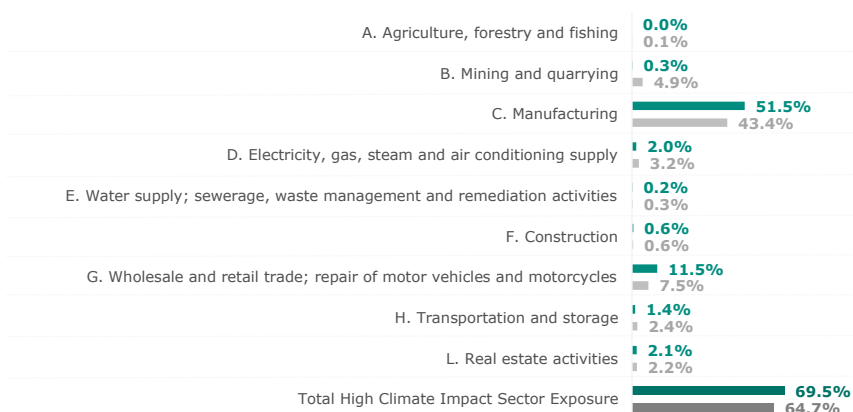 A. Agriculture, forestry and fishing
0.0%
0.1%
B. Mining and quarrying
0.3%
4.9%
C. Manufacturing
51.5%
43.4%
D. Electricity, gas, steam and air conditioning supply
2.0%
3.2%
E. Water supply; sewerage, waste management and remediation activities
0.2%
0.3%
F. Construction
0.6%
0.6%
G. Wholesale and retail trade; repair of motor vehicles and motorcycles
11.5%
7.5%
H. Transportation and storage
1.4%
2.4%
L. Real estate activities
2.1%
2.2%
Total High Climate Impact Sector Exposure
69.5%
64.7%